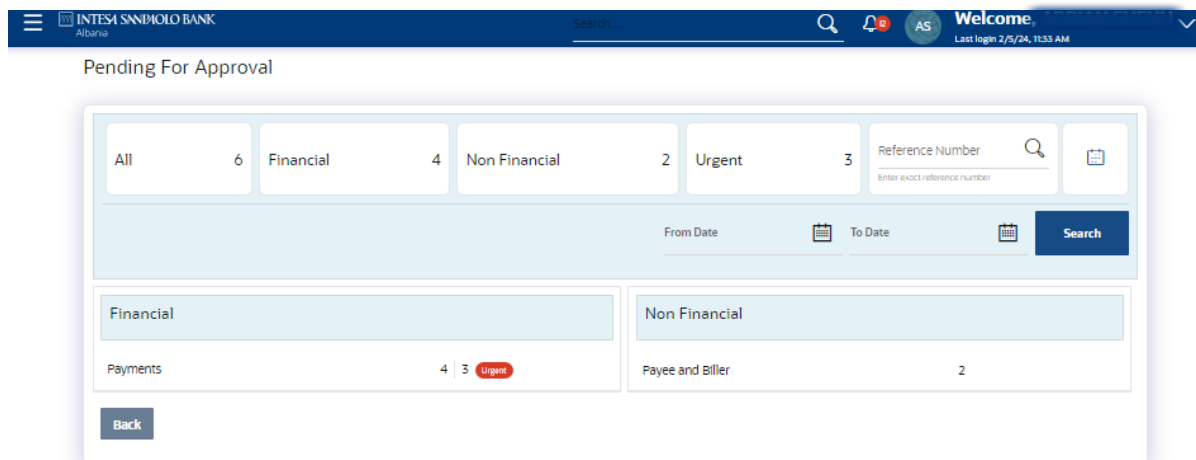 INTESA SANPAOLO BANK
Albania
Search...
12
AS
Welcome,
Last login 2/5/24, 11:33 AM
Pending For Approval
All 6
Financial 4
Non Financial 2
Urgent 3
Reference Number
Enter exact reference number
From Date
To Date
Search
Financial
Payments 4 3 Urgent
Non Financial
Payee and Biller 2
Back